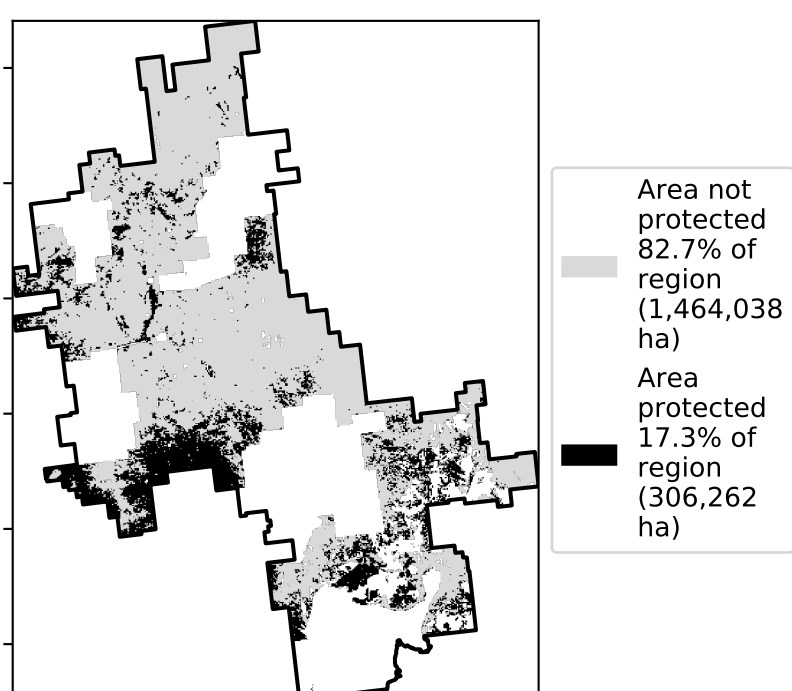 Area not
protected
82.7% of
region
(1,464,038
ha)
Area
protected
17.3% of
region
(306,262
ha)